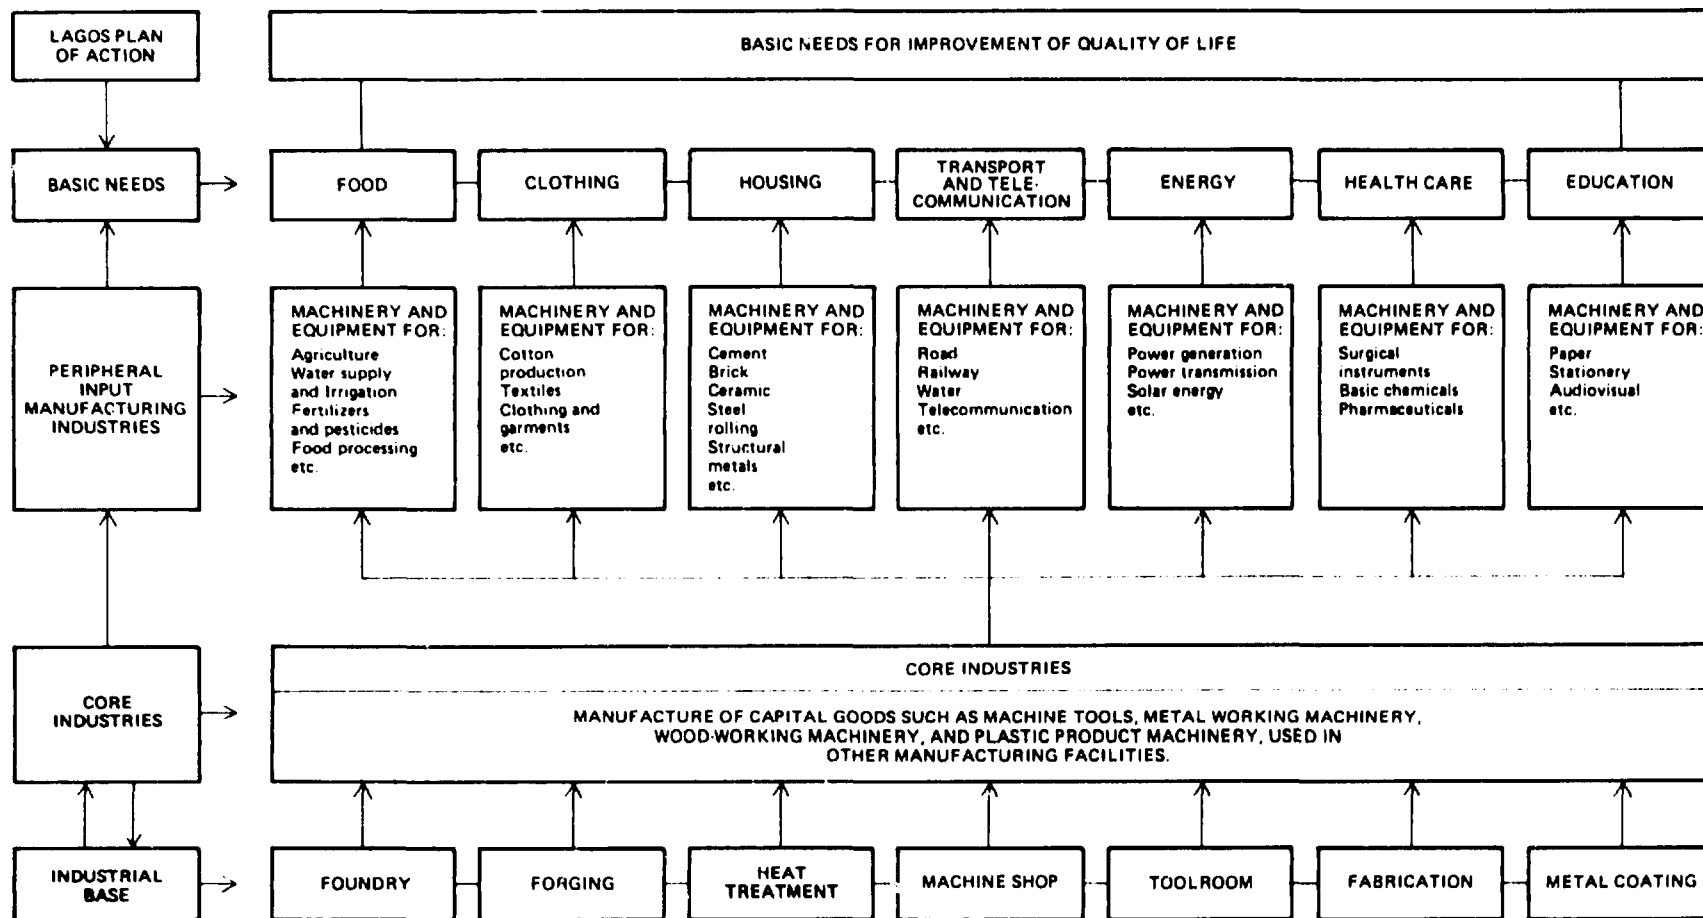 LAGOS PLAN
OF ACTION
BASIC NEEDS FOR IMPROVEMENT OF QUALITY OF LIFE
BASIC NEEDS
FOOD
CLOTHING
HOUSING
TRANSPORT
AND TELE-
COMMUNICATION
ENERGY
HEALTH CARE
EDUCATION
PERIPHERAL
INPUT
MANUFACTURING
INDUSTRIES
MACHINERY AND
EQUIPMENT FOR:
Agriculture
Water supply
and Irrigation
Fertilizers
and pesticides
Food processing
etc.
MACHINERY AND
EQUIPMENT FOR:
Cotton
production
Textiles
Clothing and
garments
etc.
MACHINERY AND
EQUIPMENT FOR:
Cement
Brick
Ceramic
Steel
rolling
Structural
metals
etc.
MACHINERY AND
EQUIPMENT FOR:
Road
Railway
Water
Telecommunication
etc.
MACHINERY AND
EQUIPMENT FOR:
Power generation
Power transmission
Solar energy
etc.
MACHINERY AND
EQUIPMENT FOR:
Surgical
instruments
Basic chemicals
Pharmaceuticals
MACHINERY AND
EQUIPMENT FOR:
Paper
Stationery
Audiovisual
etc.
CORE
INDUSTRIES
CORE INDUSTRIES
MANUFACTURE OF CAPITAL GOODS SUCH AS MACHINE TOOLS, METAL WORKING MACHINERY,
WOOD-WORKING MACHINERY, AND PLASTIC PRODUCT MACHINERY, USED IN
OTHER MANUFACTURING FACILITIES.
INDUSTRIAL
BASE
FOUNDRY
FORGING
HEAT
TREATMENT
MACHINE SHOP
TOOLROOM
FABRICATION
METAL COATING